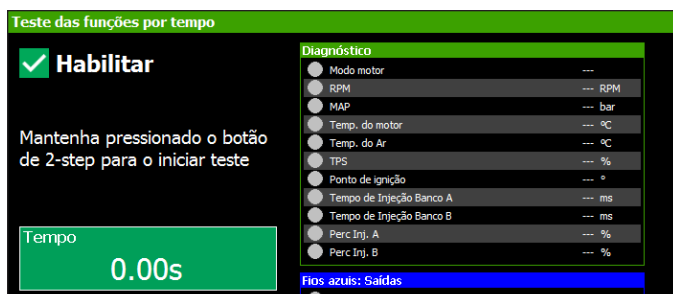 Teste das funções por tempo
Habilitar
Mantenha pressionado o botão
de 2-step para o iniciar teste
Tempo
0.00s
Diagnóstico
Modo motor ---
RPM --- RPM
MAP --- bar
Temp. do motor --- ºC
Temp. do Ar --- ºC
TPS --- %
Ponto de ignição --- °
Tempo de Injeção Banco A --- ms
Tempo de Injeção Banco B --- ms
Perc Inj. A --- %
Perc Inj. B --- %
Fios azuis: Saídas